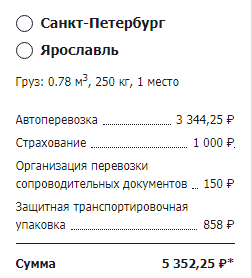 Санкт-Петербург
Ярославль
Груз: 0.78 м³, 250 кг, 1 место
Автоперевозка 3 344,25 ₽
Страхование 1 000 ₽
Организация перевозки
сопроводительных документов 150 ₽
Защитная транспортировочная
упаковка 858 ₽
Сумма 5 352,25 ₽*